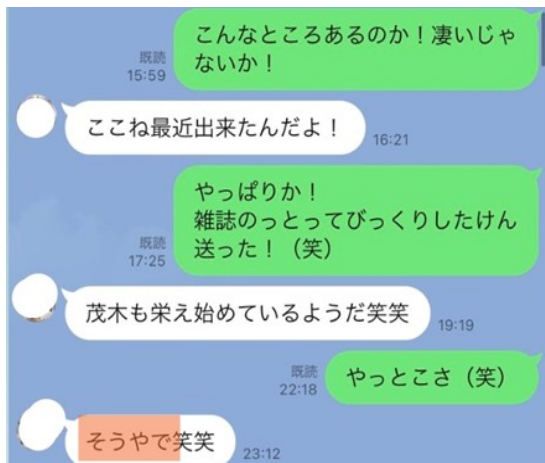 こんなところあるのか！凄いじゃ
ないか！
既読
15:59
ここね最近出来たんだよ！
16:21
やっぱりか！
雑誌のっとってびっくりしたけん
送った！（笑）
既読
17:25
茂木も栄え始めているようだ笑笑
19:19
既読
22:18
やっとこさ（笑）
そうやで笑笑
23:12